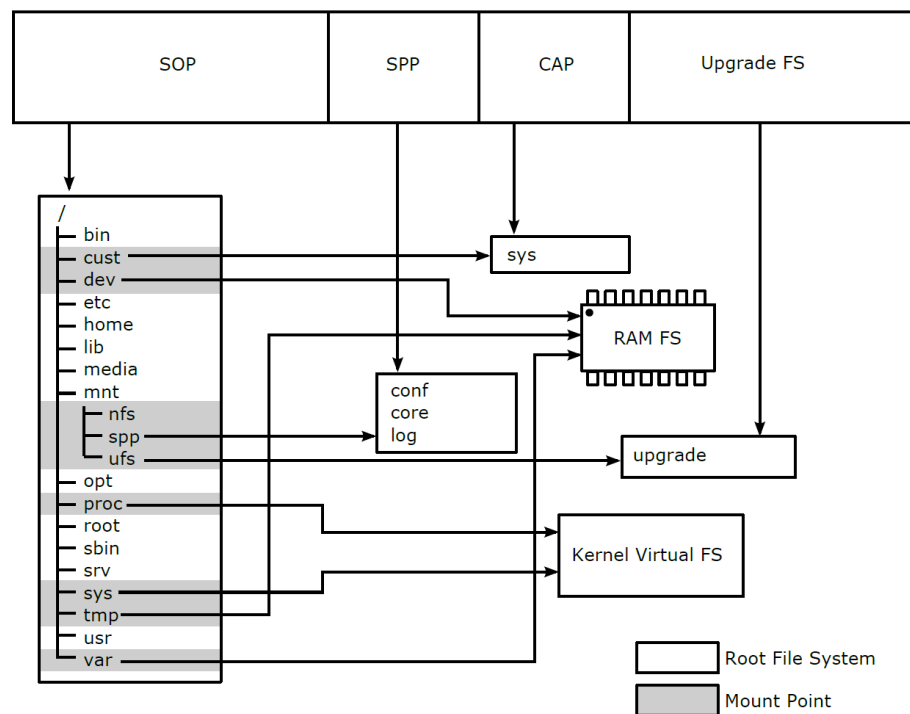 SOP
SPP
CAP
Upgrade FS
/
bin
cust
dev
etc
home
lib
media
mnt
nfs
spp
ufs
opt
proc
root
sbin
srv
sys
tmp
usr
var
sys
RAM FS
conf
core
log
upgrade
Kernel Virtual FS
Root File System
Mount Point